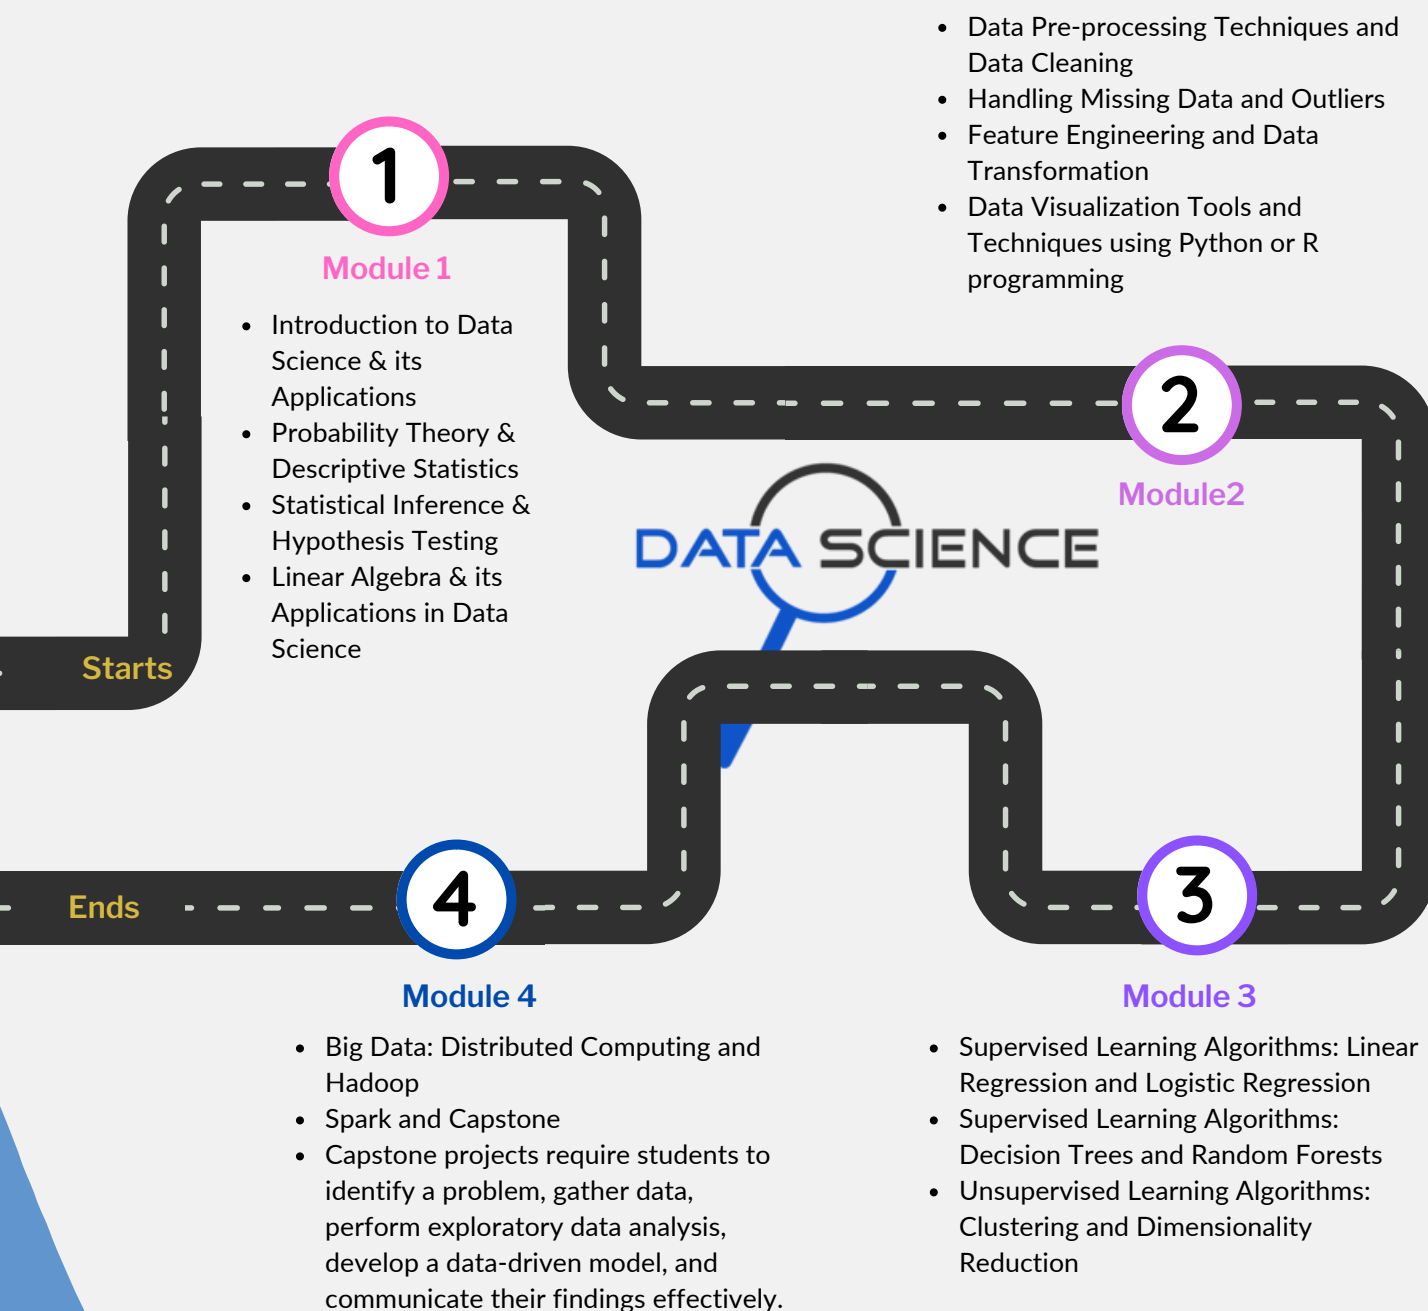 • Data Pre-processing Techniques and
Data Cleaning
• Handling Missing Data and Outliers
• Feature Engineering and Data
Transformation
• Data Visualization Tools and
Techniques using Python or R
programming
1
Module 1
• Introduction to Data
Science & its
Applications
• Probability Theory &
Descriptive Statistics
• Statistical Inference &
Hypothesis Testing
• Linear Algebra & its
Applications in Data
Science
2
Module2
DATA SCIENCE
Starts
Ends
4
Module 4
• Big Data: Distributed Computing and
Hadoop
• Spark and Capstone
• Capstone projects require students to
identify a problem, gather data,
perform exploratory data analysis,
develop a data-driven model, and
communicate their findings effectively.
3
Module 3
• Supervised Learning Algorithms: Linear
Regression and Logistic Regression
• Supervised Learning Algorithms:
Decision Trees and Random Forests
• Unsupervised Learning Algorithms:
Clustering and Dimensionality
Reduction